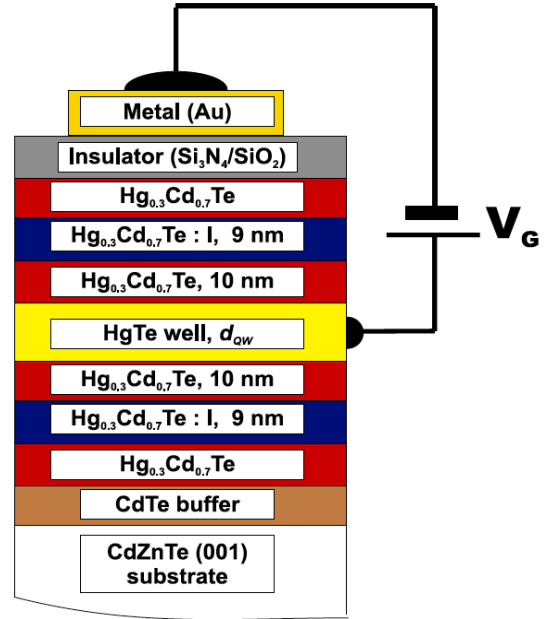 Metal (Au)
Insulator (Si₃N₄/SiO₂)
Hg₀.₃Cd₀.₇Te
Hg₀.₃Cd₀.₇Te : I, 9 nm
Hg₀.₃Cd₀.₇Te, 10 nm
HgTe well, d_QW
Hg₀.₃Cd₀.₇Te, 10 nm
Hg₀.₃Cd₀.₇Te : I, 9 nm
Hg₀.₃Cd₀.₇Te
CdTe buffer
CdZnTe (001)
substrate
V_G